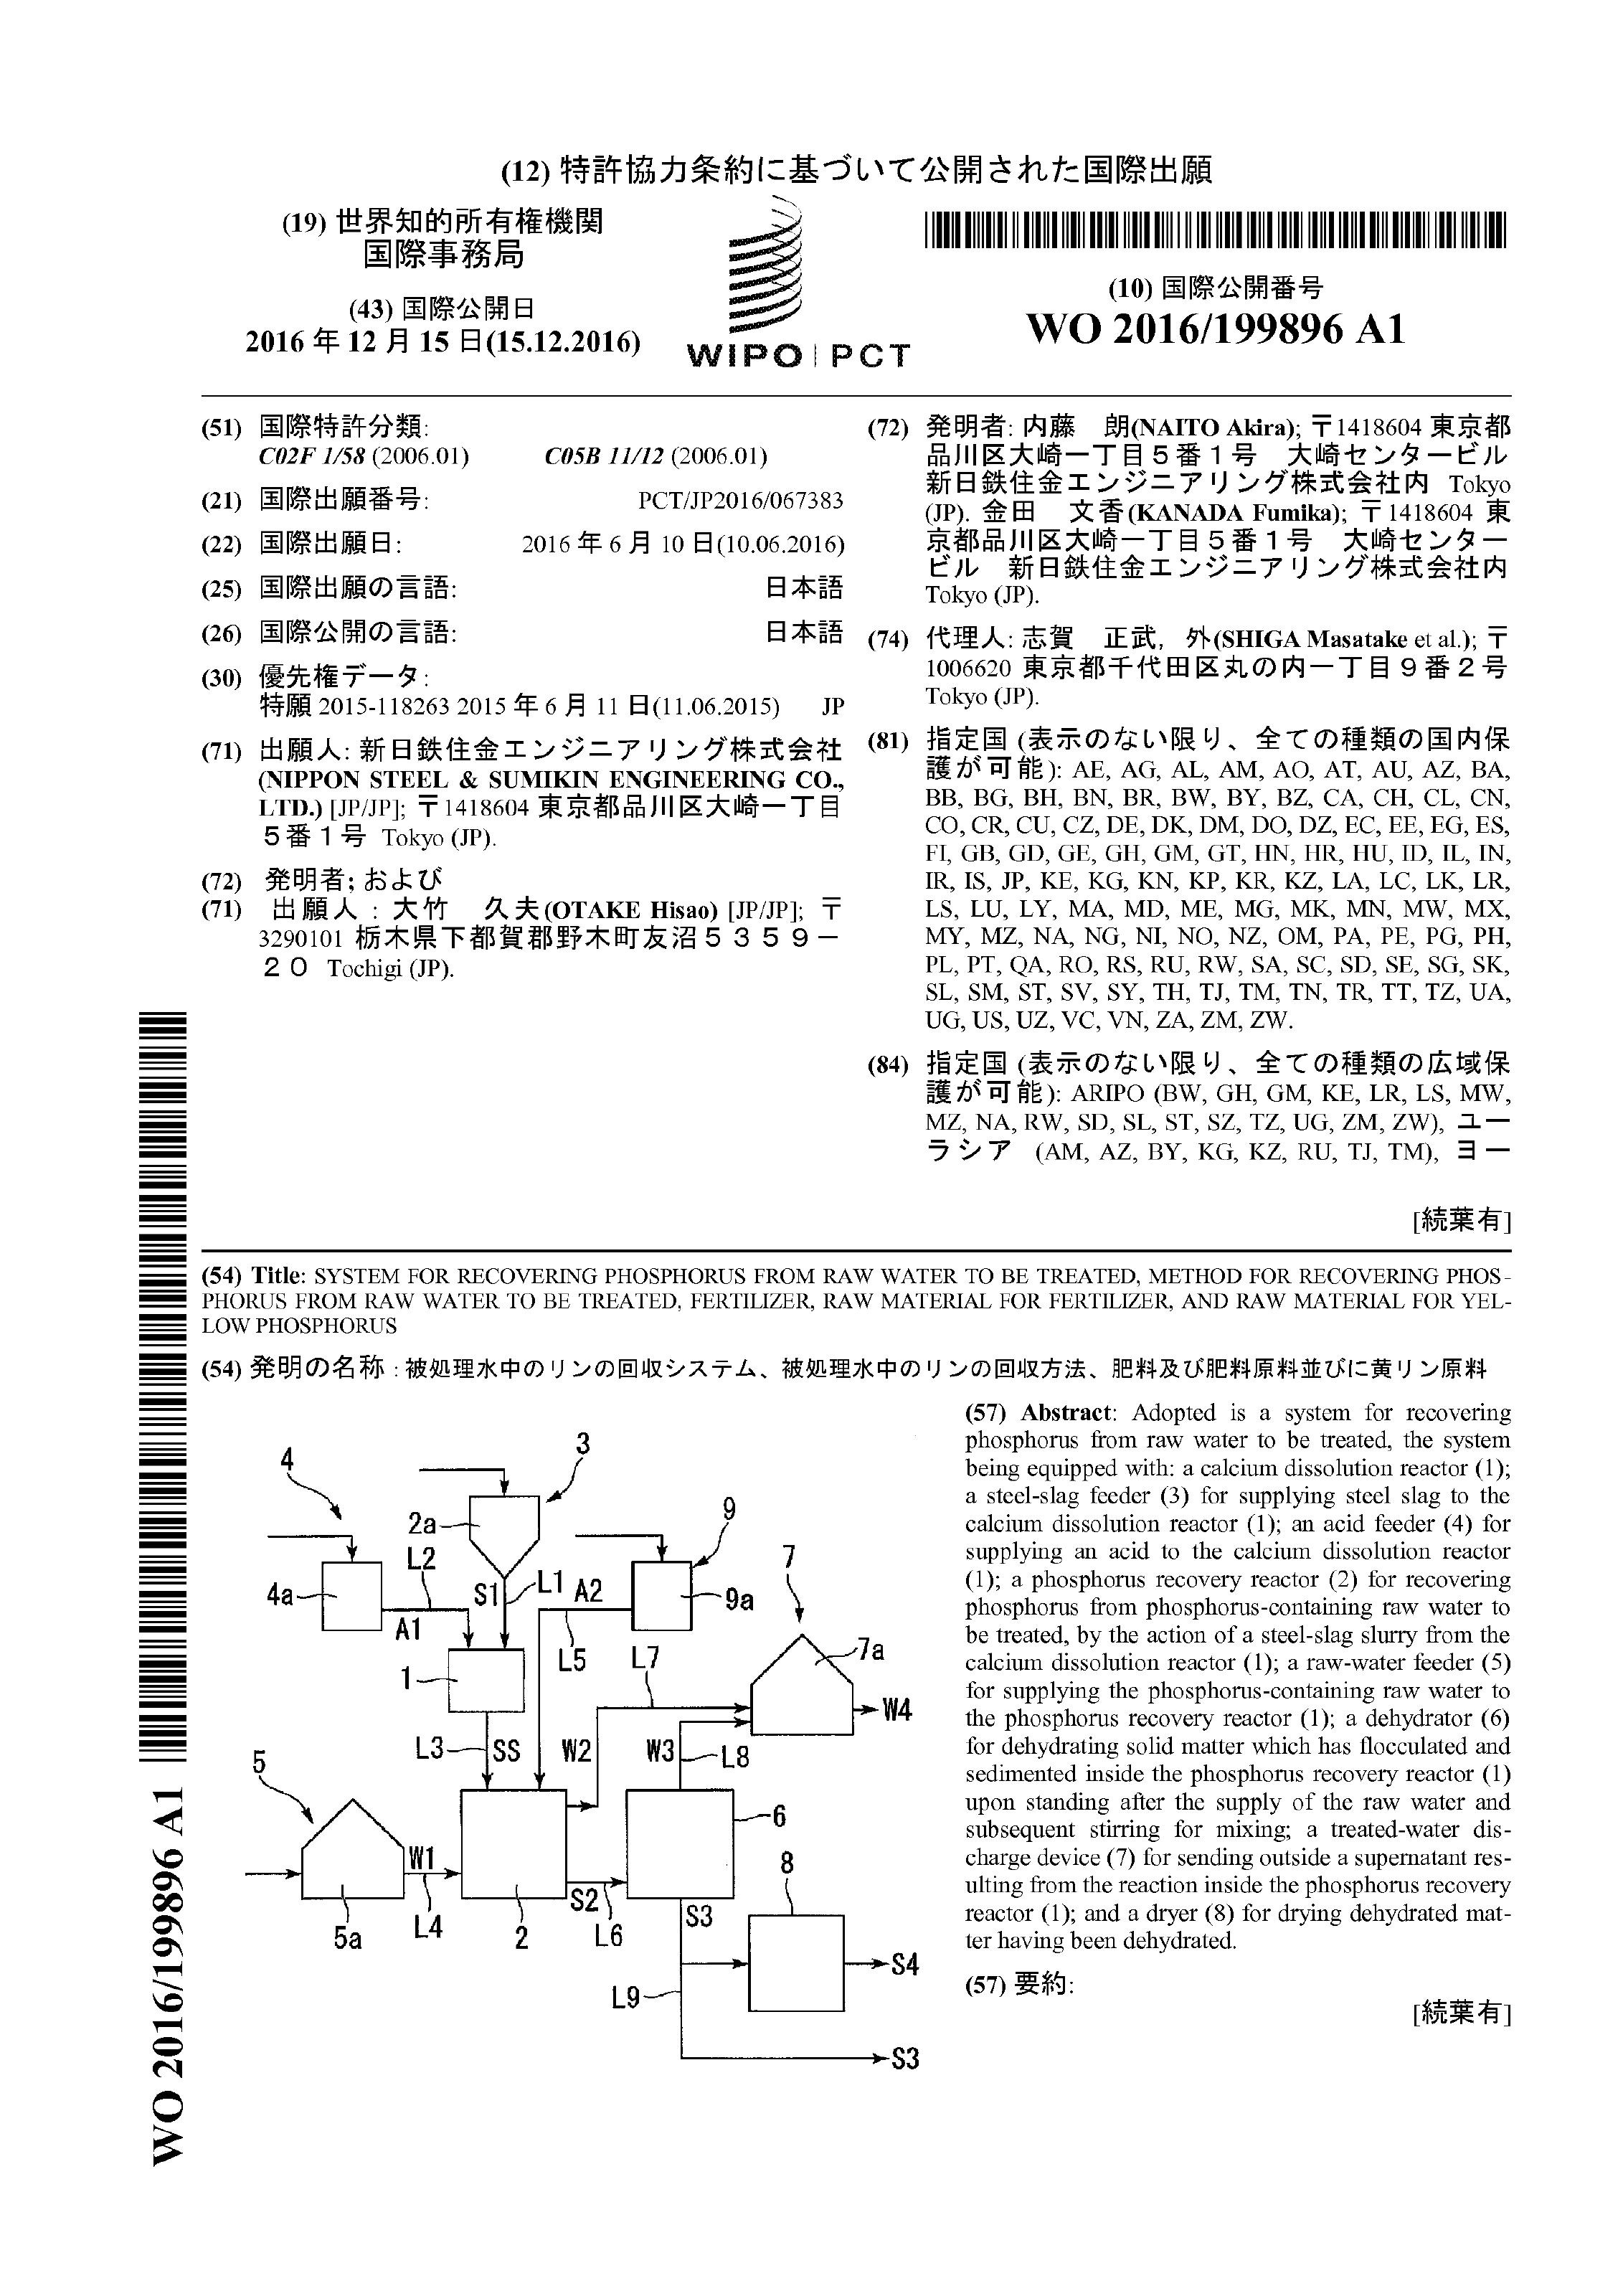 (12) 特許協力条約に基づいて公開された国際出願
(19) 世界知的所有権機関
国際事務局
(43) 国際公開日
2016 年 12 月 15 日(15.12.2016)
WIPO | PCT
(10) 国際公開番号
WO 2016/199896 A1
(51) 国際特許分類:
C02F 1/58 (2006.01) C05B 11/12 (2006.01)
(21) 国際出願番号: PCT/JP2016/067383
(22) 国際出願日: 2016 年 6 月 10 日(10.06.2016)
(25) 国際出願の言語: 日本語
(26) 国際公開の言語: 日本語
(30) 優先権データ:
特願 2015-118263 2015 年 6 月 11 日(11.06.2015) JP
(71) 出願人: 新日鉄住金エンジニアリング株式会社
(NIPPON STEEL & SUMIKIN ENGINEERING CO.,
LTD.) [JP/JP]; 〒1418604 東京都品川区大崎一丁目
5番1号 Tokyo (JP).
(72) 発明者; および
(71) 出願人 : 大竹 久夫(OTAKE Hisao) [JP/JP]; 〒
3290101 栃木県下都賀郡野木町友沼5359-
20 Tochigi (JP).
(72) 発明者: 内藤 朗(NAITO Akira); 〒1418604 東京都
品川区大崎一丁目5番1号 大崎センタービル
新日鉄住金エンジニアリング株式会社内 Tokyo
(JP). 金田 文香(KANADA Fumika); 〒1418604 東
京都品川区大崎一丁目5番1号 大崎センター
ビル 新日鉄住金エンジニアリング株式会社内
Tokyo (JP).
(74) 代理人: 志賀 正武, 外(SHIGA Masatake et al.); 〒
1006620 東京都千代田区丸の内一丁目9番2号
Tokyo (JP).
(81) 指定国 (表示のない限り、全ての種類の国内保
護が可能): AE, AG, AL, AM, AO, AT, AU, AZ, BA,
BB, BG, BH, BN, BR, BW, BY, BZ, CA, CH, CL, CN,
CO, CR, CU, CZ, DE, DK, DM, DO, DZ, EC, EE, EG, ES,
FI, GB, GD, GE, GH, GM, GT, HN, HR, HU, ID, IL, IN,
IR, IS, JP, KE, KG, KN, KP, KR, KZ, LA, LC, LK, LR,
LS, LU, LY, MA, MD, ME, MG, MK, MN, MW, MX,
MY, MZ, NA, NG, NI, NO, NZ, OM, PA, PE, PG, PH,
PL, PT, QA, RO, RS, RU, RW, SA, SC, SD, SE, SG, SK,
SL, SM, ST, SV, SY, TH, TJ, TM, TN, TR, TT, TZ, UA,
UG, US, UZ, VC, VN, ZA, ZM, ZW.
(84) 指定国 (表示のない限り、全ての種類の広域保
護が可能): ARIPO (BW, GH, GM, KE, LR, LS, MW,
MZ, NA, RW, SD, SL, ST, SZ, TZ, UG, ZM, ZW), ユー
ラシア (AM, AZ, BY, KG, KZ, RU, TJ, TM), ヨー
[続葉有]
(54) Title: SYSTEM FOR RECOVERING PHOSPHORUS FROM RAW WATER TO BE TREATED, METHOD FOR RECOVERING PHOS-
PHORUS FROM RAW WATER TO BE TREATED, FERTILIZER, RAW MATERIAL FOR FERTILIZER, AND RAW MATERIAL FOR YEL-
LOW PHOSPHORUS
(54) 発明の名称 : 被処理水中のリンの回収システム、被処理水中のリンの回収方法、肥料及び肥料原料並びに黄リン原料
3
4
2a
9
L2
7
4a
S1
L1
A2
9a
A1
L5
L7
7a
1
W4
L3
SS
W2
W3
L8
5
6
W1
8
S2
S3
5a
L4
2
L6
S4
L9
S3
(57) Abstract: Adopted is a system for recovering
phosphorus from raw water to be treated, the system
being equipped with: a calcium dissolution reactor (1);
a steel-slag feeder (3) for supplying steel slag to the
calcium dissolution reactor (1); an acid feeder (4) for
supplying an acid to the calcium dissolution reactor
(1); a phosphorus recovery reactor (2) for recovering
phosphorus from phosphorus-containing raw water to
be treated, by the action of a steel-slag slurry from the
calcium dissolution reactor (1); a raw-water feeder (5)
for supplying the phosphorus-containing raw water to
the phosphorus recovery reactor (1); a dehydrator (6)
for dehydrating solid matter which has flocculated and
sedimented inside the phosphorus recovery reactor (1)
upon standing after the supply of the raw water and
subsequent stirring for mixing; a treated-water dis-
charge device (7) for sending outside a supernatant res-
ulting from the reaction inside the phosphorus recovery
reactor (1); and a dryer (8) for drying dehydrated mat-
ter having been dehydrated.
(57) 要約:
[続葉有]
WO 2016/199896 A1